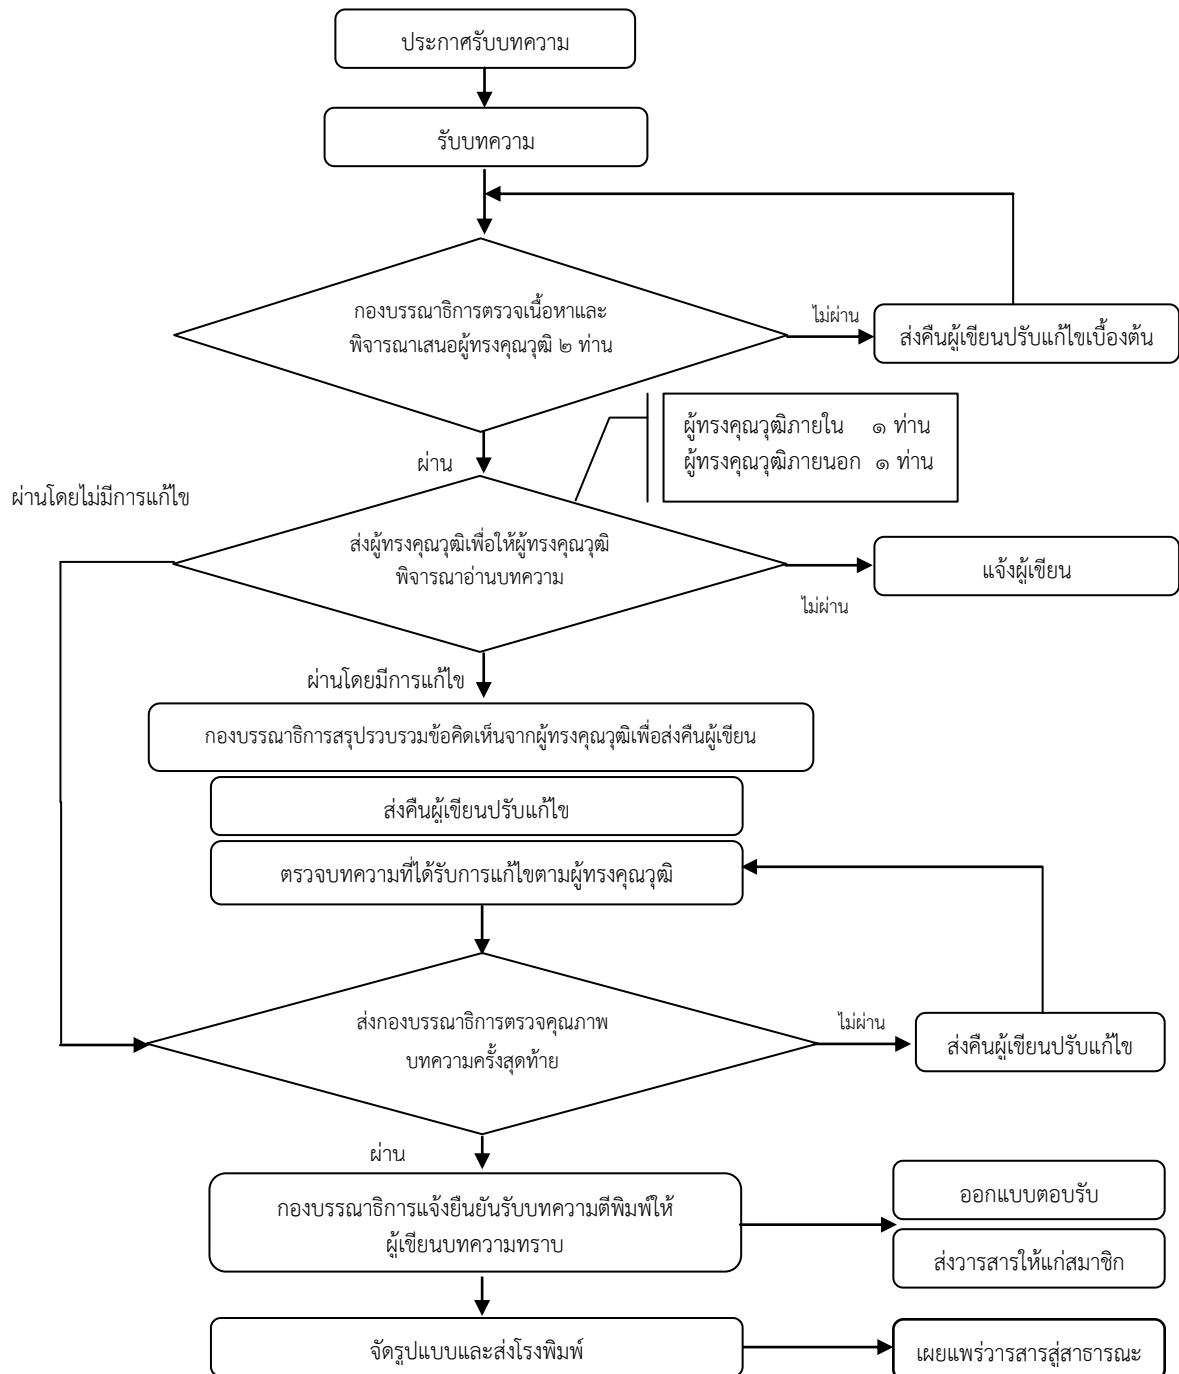 ประกาศรับบทความ
รับบทความ
กองบรรณาธิการตรวจเนื้อหาและ
พิจารณาเสนอผู้ทรงคุณวุฒิ ๒ ท่าน
ไม่ผ่าน
ส่งคืนผู้เขียนปรับแก้ไขเบื้องต้น
ผู้ทรงคุณวุฒิภายใน ๑ ท่าน
ผู้ทรงคุณวุฒิภายนอก ๑ ท่าน
ผ่าน
ผ่านโดยไม่มีการแก้ไข
ส่งผู้ทรงคุณวุฒิเพื่อให้ผู้ทรงคุณวุฒิ
พิจารณาอ่านบทความ
ไม่ผ่าน
แจ้งผู้เขียน
ผ่านโดยมีการแก้ไข
กองบรรณาธิการสรุปรวบรวมข้อคิดเห็นจากผู้ทรงคุณวุฒิเพื่อส่งคืนผู้เขียน
ส่งคืนผู้เขียนปรับแก้ไข
ตรวจบทความที่ได้รับการแก้ไขตามผู้ทรงคุณวุฒิ
ส่งกองบรรณาธิการตรวจคุณภาพ
บทความครั้งสุดท้าย
ไม่ผ่าน
ส่งคืนผู้เขียนปรับแก้ไข
ผ่าน
กองบรรณาธิการแจ้งยืนยันรับบทความตีพิมพ์ให้
ผู้เขียนบทความทราบ
ออกแบบตอบรับ
ส่งวารสารให้แก่สมาชิก
จัดรูปแบบและส่งโรงพิมพ์
เผยแพร่วารสารสู่สาธารณะ